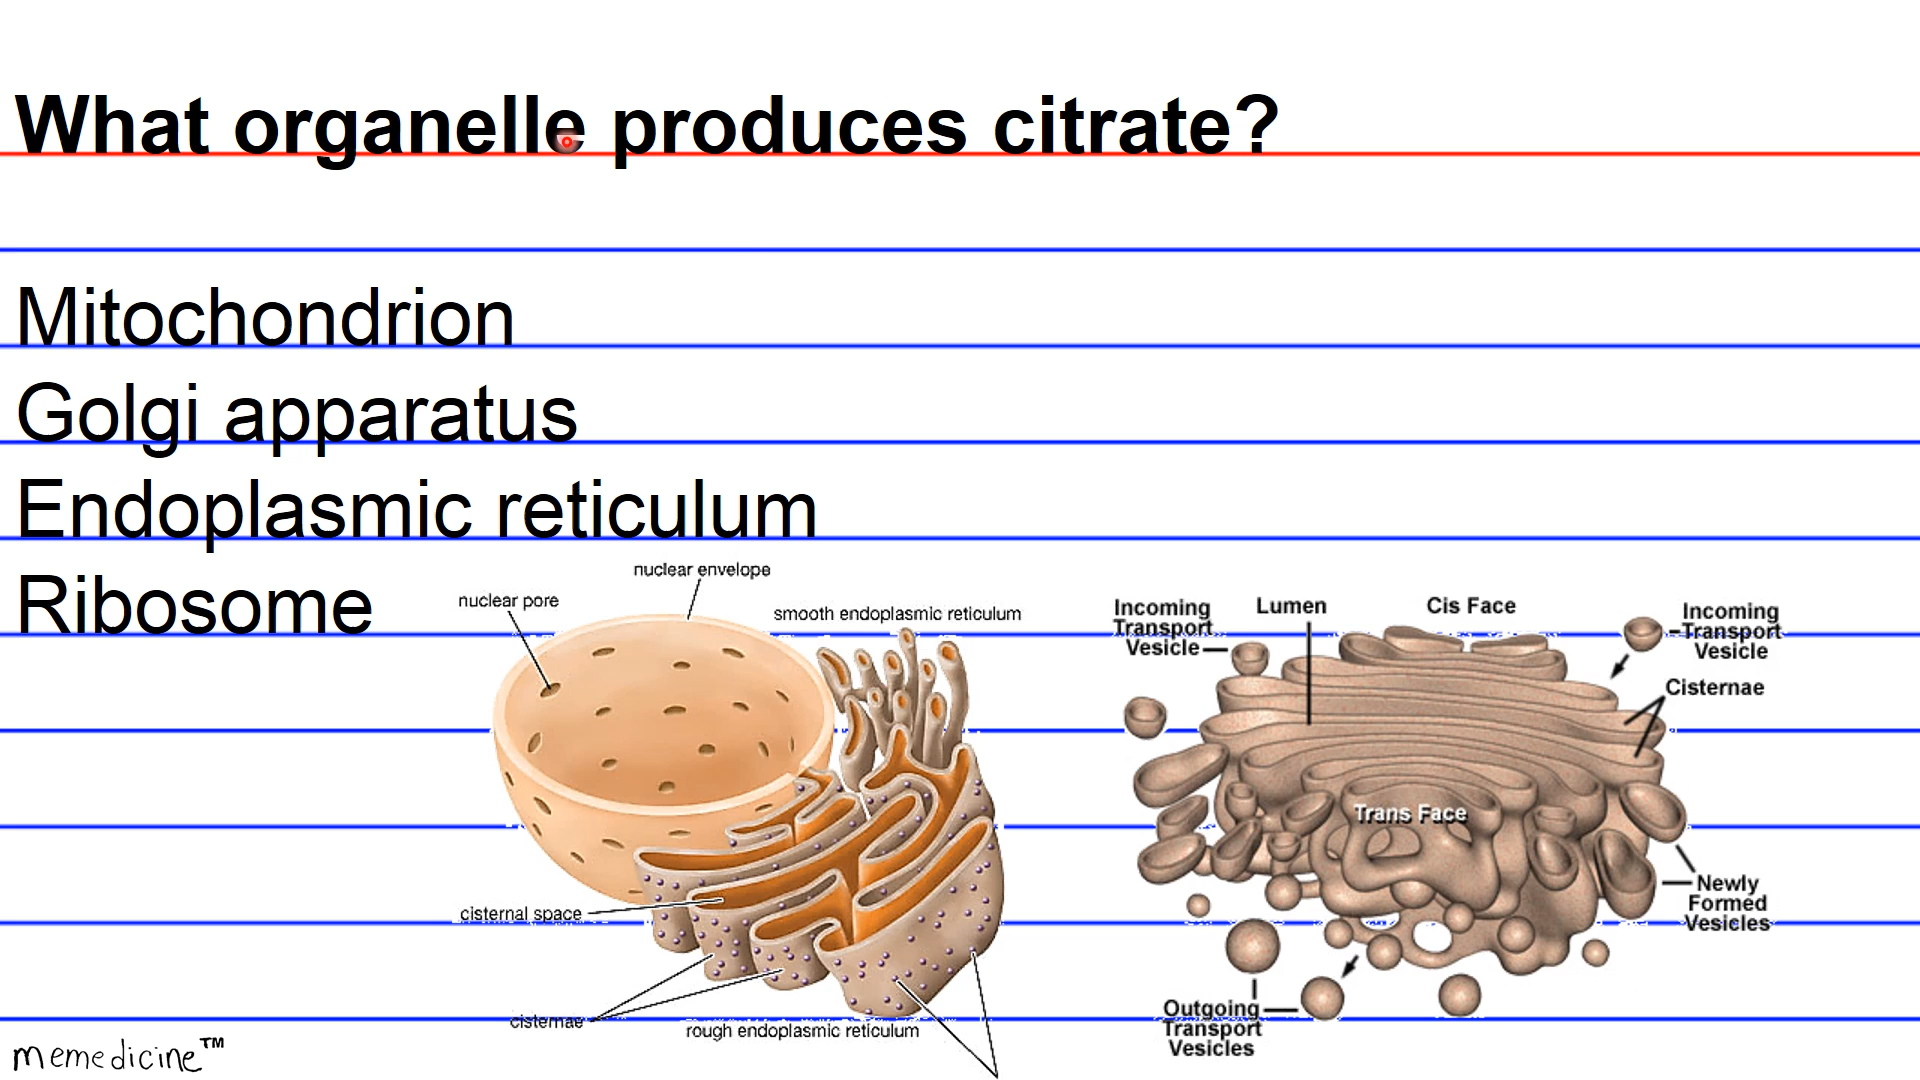 What organelle produces citrate?
Mitochondrion
Golgi apparatus
Endoplasmic reticulum
Ribosome
nuclear envelope
nuclear pore
smooth endoplasmic reticulum
cisternal space
cisternae
rough endoplasmic reticulum
Incoming
Transport
Vesicle
Lumen
Cis Face
Incoming
Transport
Vesicle
Cisternae
Trans Face
Newly
Formed
Vesicles
Outgoing
Transport
Vesicles
memedicine™